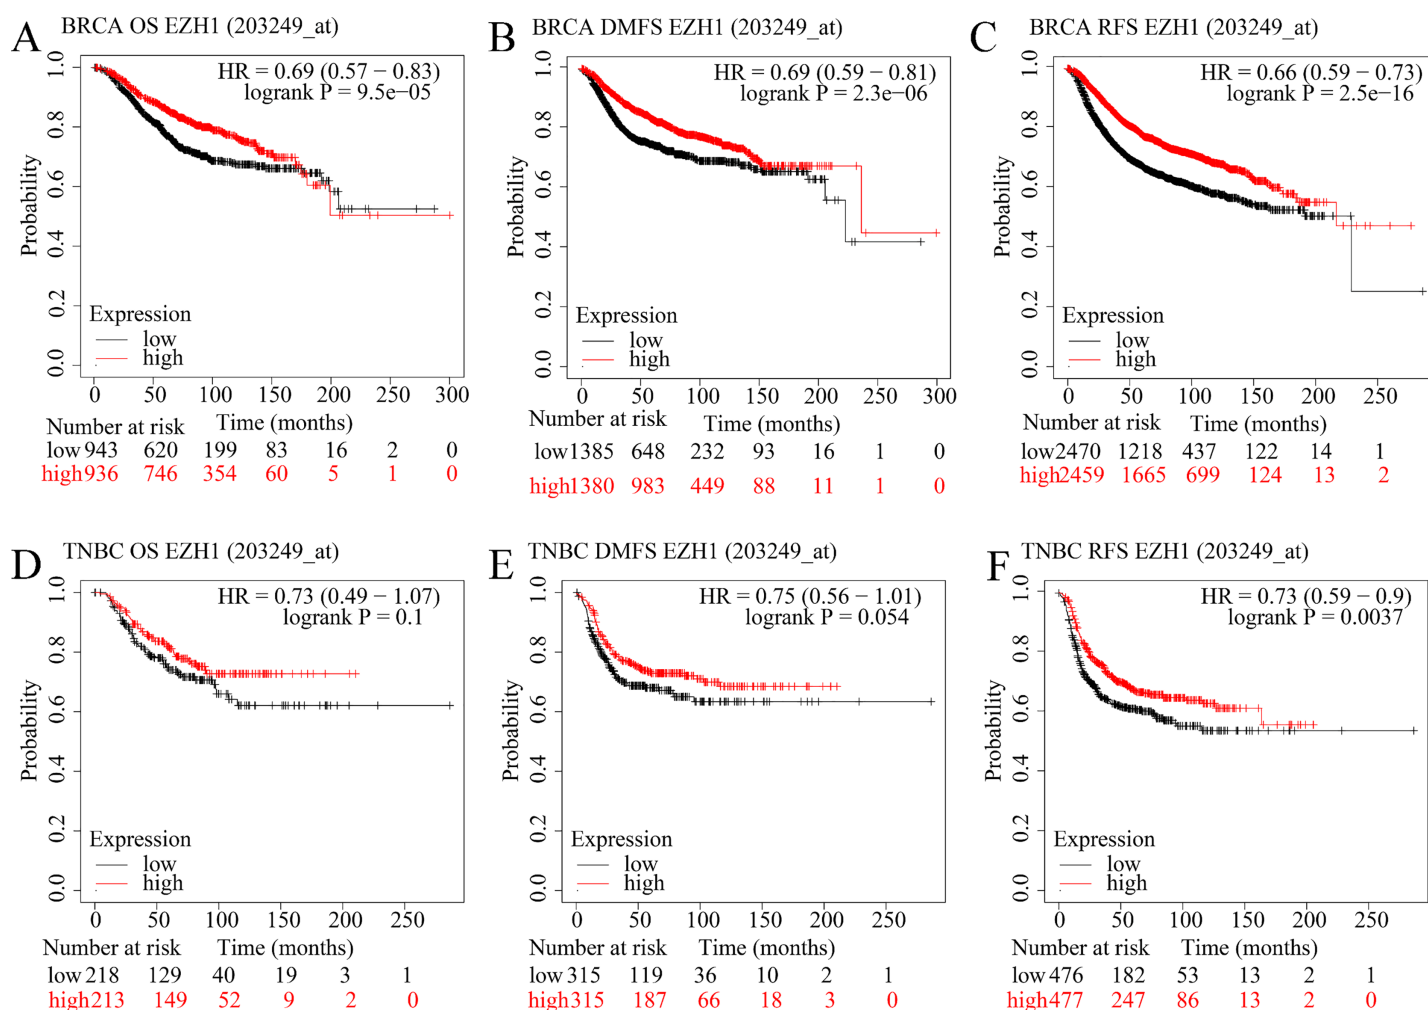 A
BRCA OS EZH1 (203249_at)
HR = 0.69 (0.57 − 0.83)
logrank P = 9.5e−05
Probability
1.0
0.8
0.6
0.4
0.2
0.0
Expression
low
high
0 50 100 150 200 250 300
Number at risk
Time (months)
low 943 620 199 83 16 2 0
high 936 746 354 60 5 1 0
B
BRCA DMFS EZH1 (203249_at)
HR = 0.69 (0.59 − 0.81)
logrank P = 2.3e−06
Probability
1.0
0.8
0.6
0.4
0.2
0.0
Expression
low
high
0 50 100 150 200 250 300
Number at risk
Time (months)
low 1385 648 232 93 16 1 0
high 1380 983 449 88 11 1 0
C
BRCA RFS EZH1 (203249_at)
HR = 0.66 (0.59 − 0.73)
logrank P = 2.5e−16
Probability
1.0
0.8
0.6
0.4
0.2
0.0
Expression
low
high
0 50 100 150 200 250
Number at risk
Time (months)
low 2470 1218 437 122 14 1
high 2459 1665 699 124 13 2
D
TNBC OS EZH1 (203249_at)
HR = 0.73 (0.49 − 1.07)
logrank P = 0.1
Probability
1.0
0.8
0.6
0.4
0.2
0.0
Expression
low
high
0 50 100 150 200 250
Number at risk
Time (months)
low 218 129 40 19 3 1
high 213 149 52 9 2 0
E
TNBC DMFS EZH1 (203249_at)
HR = 0.75 (0.56 − 1.01)
logrank P = 0.054
Probability
1.0
0.8
0.6
0.4
0.2
0.0
Expression
low
high
0 50 100 150 200 250
Number at risk
Time (months)
low 315 119 36 10 2 1
high 315 187 66 18 3 0
F
TNBC RFS EZH1 (203249_at)
HR = 0.73 (0.59 − 0.9)
logrank P = 0.0037
Probability
1.0
0.8
0.6
0.4
0.2
0.0
Expression
low
high
0 50 100 150 200 250
Number at risk
Time (months)
low 476 182 53 13 2 1
high 477 247 86 13 2 0